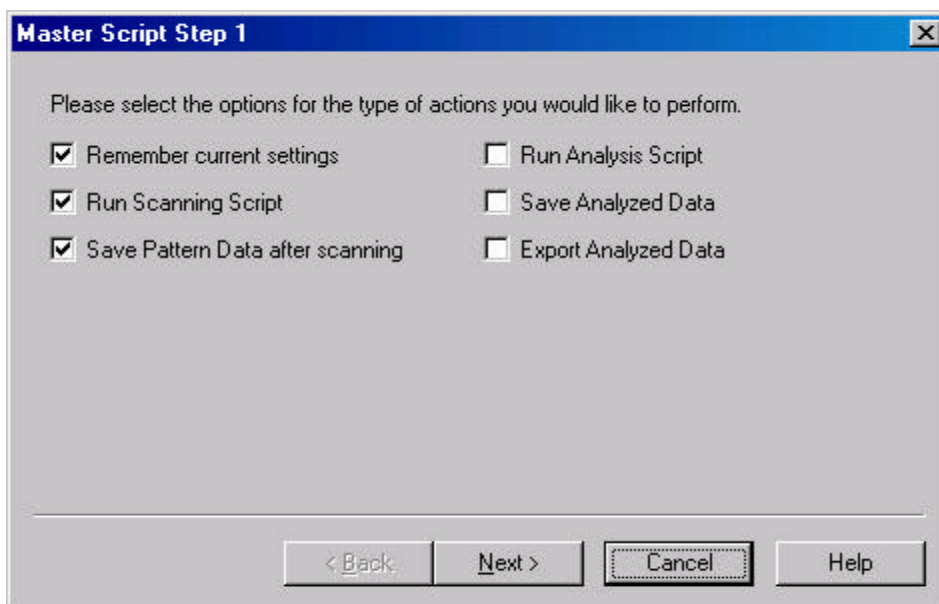 Master Script Step 1
Please select the options for the type of actions you would like to perform.
Remember current settings
Run Analysis Script
Run Scanning Script
Save Analyzed Data
Save Pattern Data after scanning
Export Analyzed Data
< Back
Next >
Cancel
Help